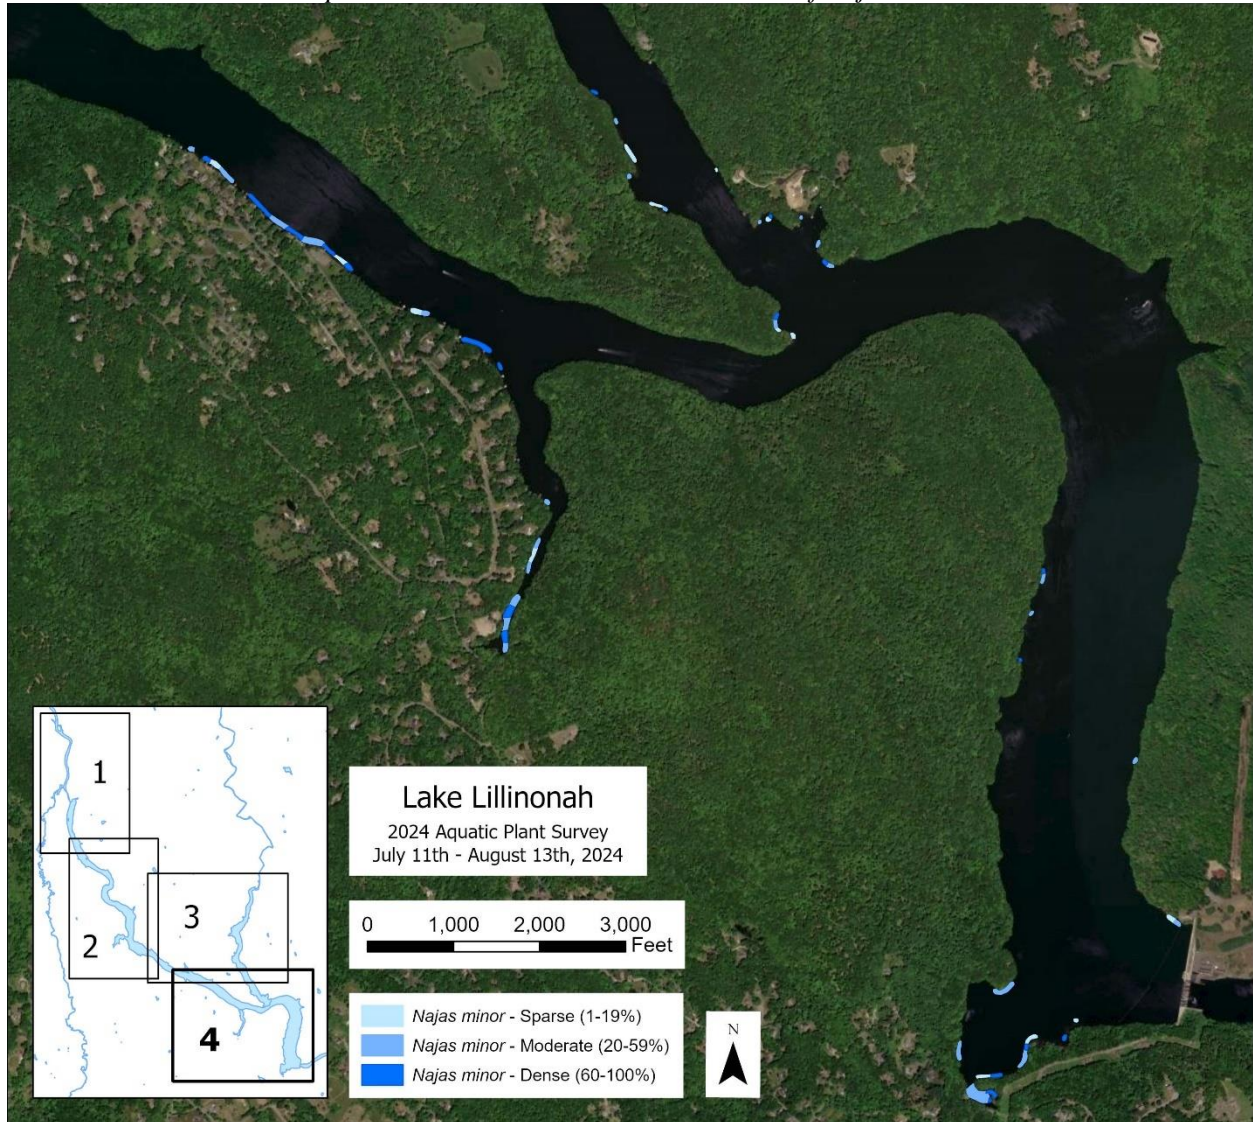 1
2
3
4
Lake Lillinonah
2024 Aquatic Plant Survey
July 11th - August 13th, 2024
0 1,000 2,000 3,000
Feet
Najas minor - Sparse (1-19%)
Najas minor - Moderate (20-59%)
Najas minor - Dense (60-100%)
N